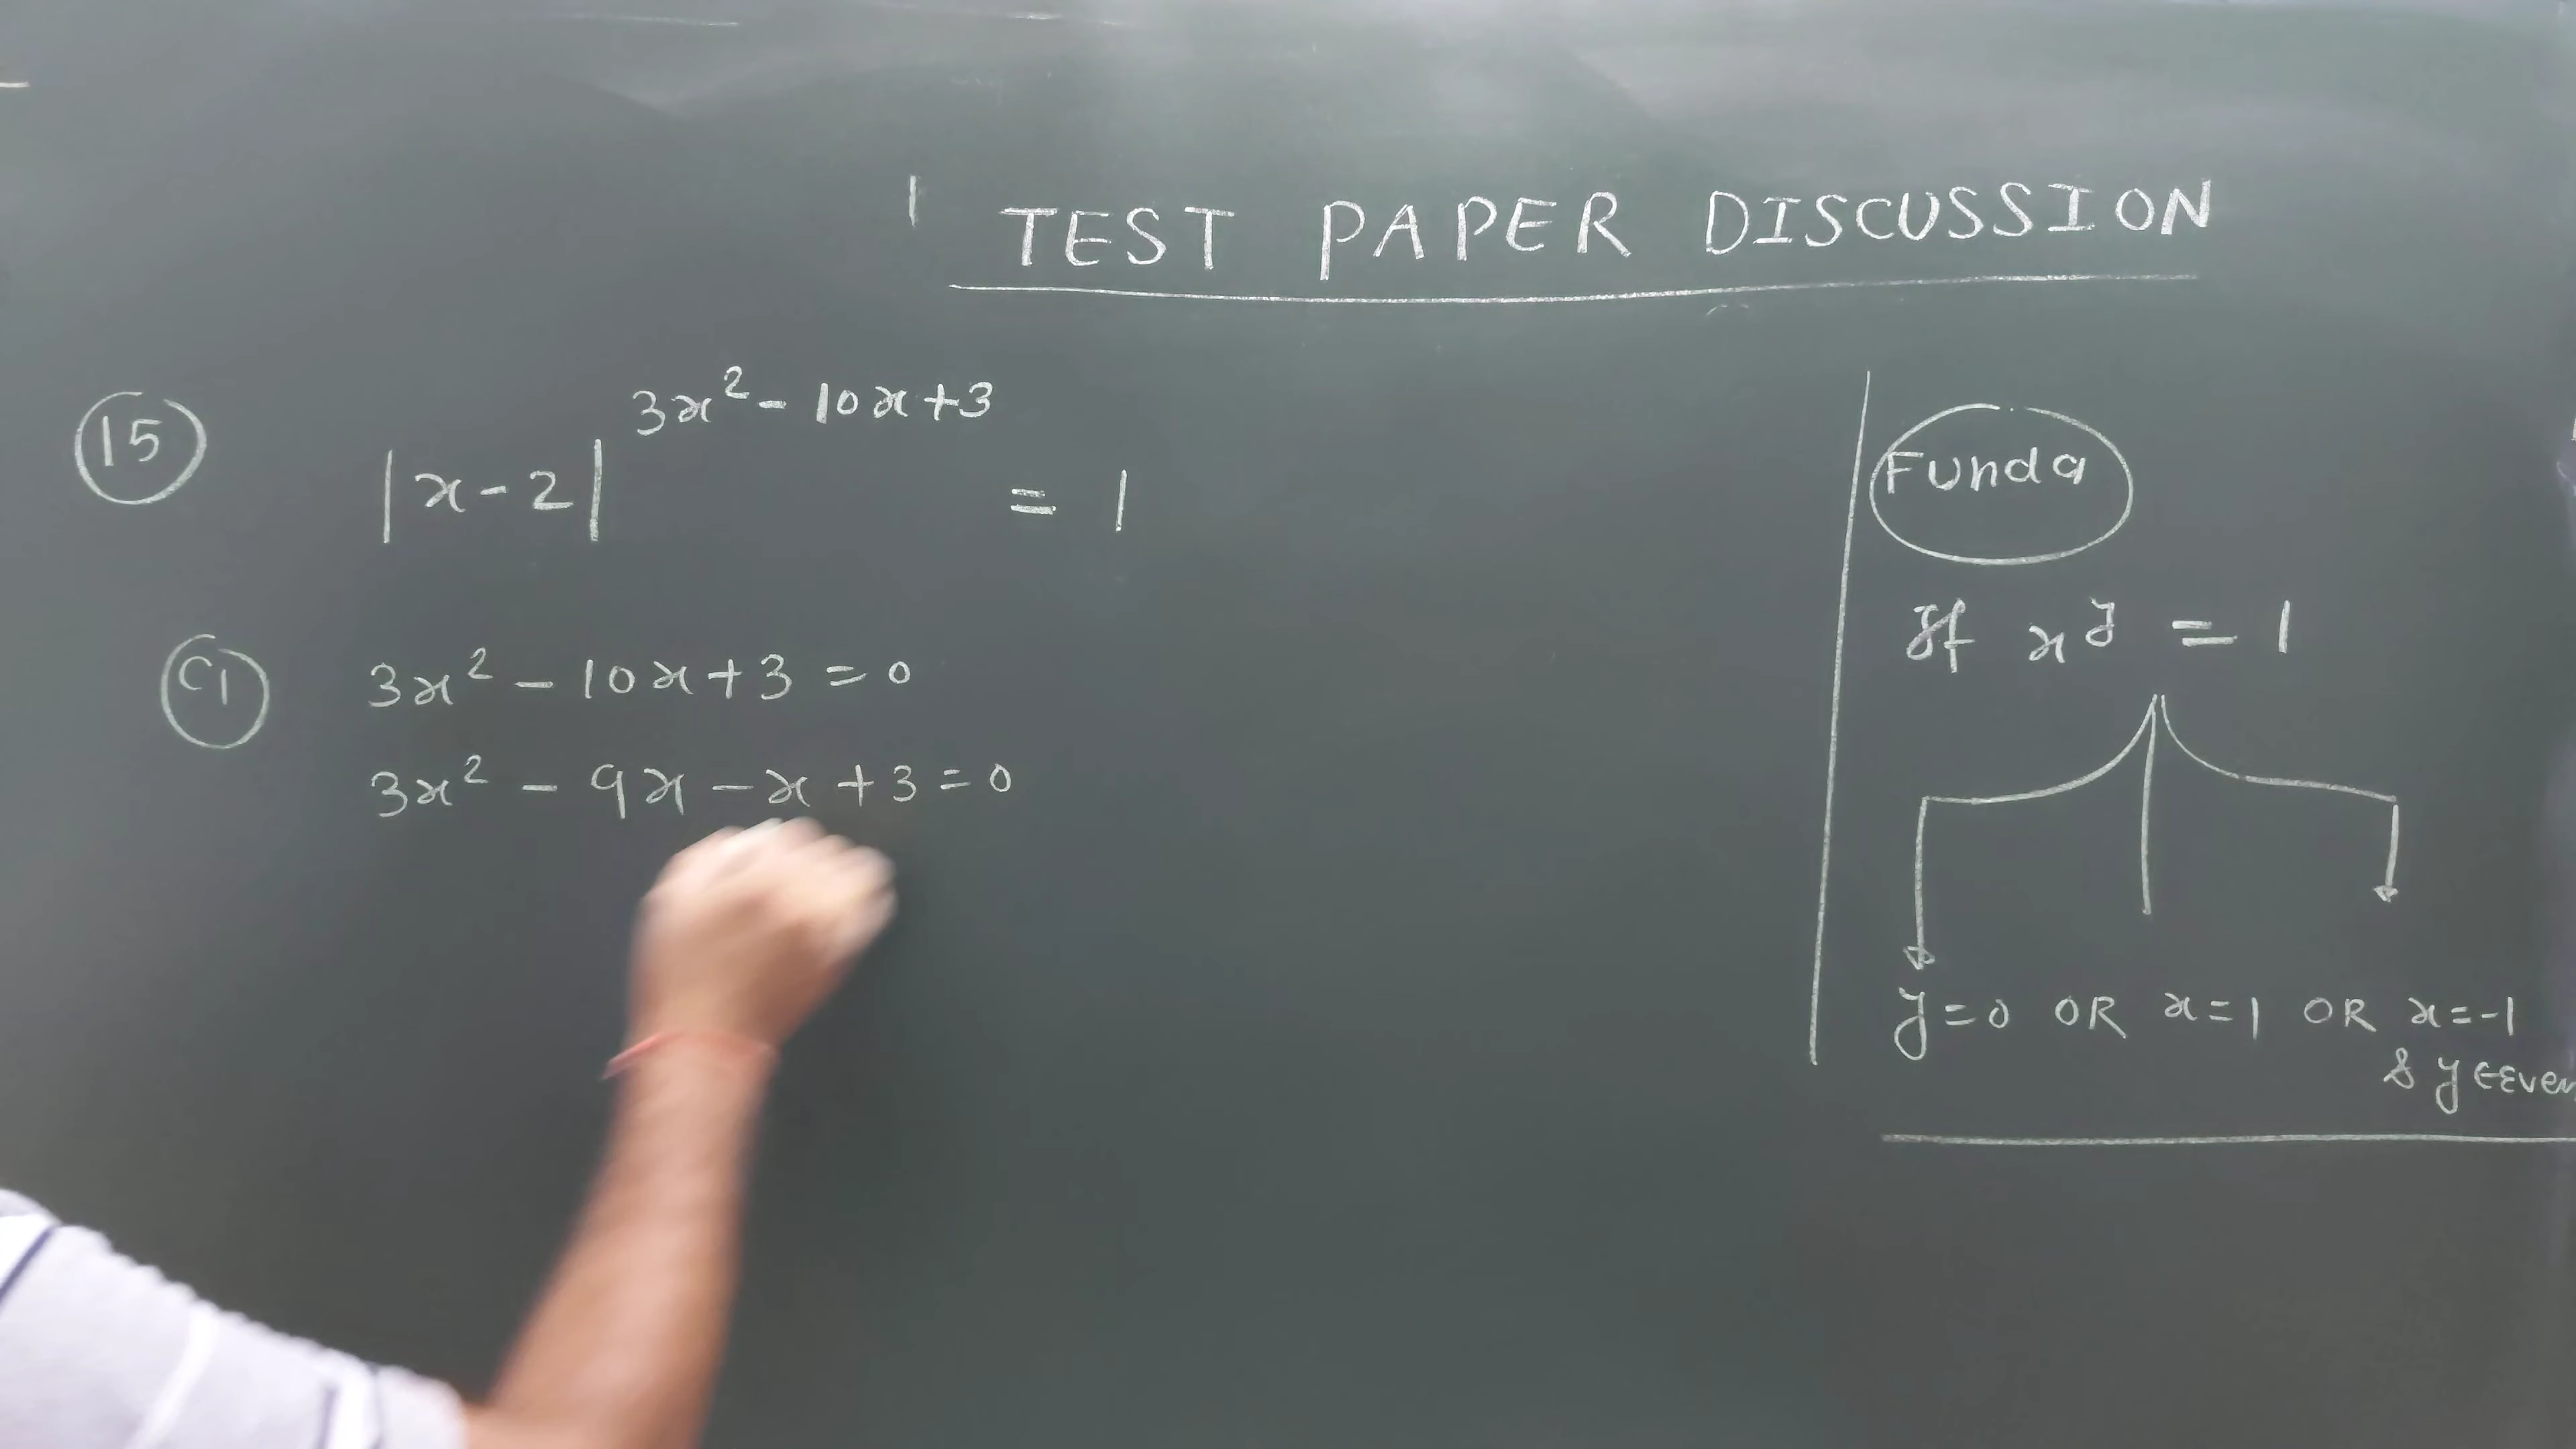 TEST PAPER DISCUSSION
15
|x-2|^{3x²-10x+3} = 1
C1
3x² - 10x + 3 = 0
3x² - 9x - x + 3 = 0
Funda
If x^y = 1
y=0 OR x=1 OR x=-1
& y∈Even